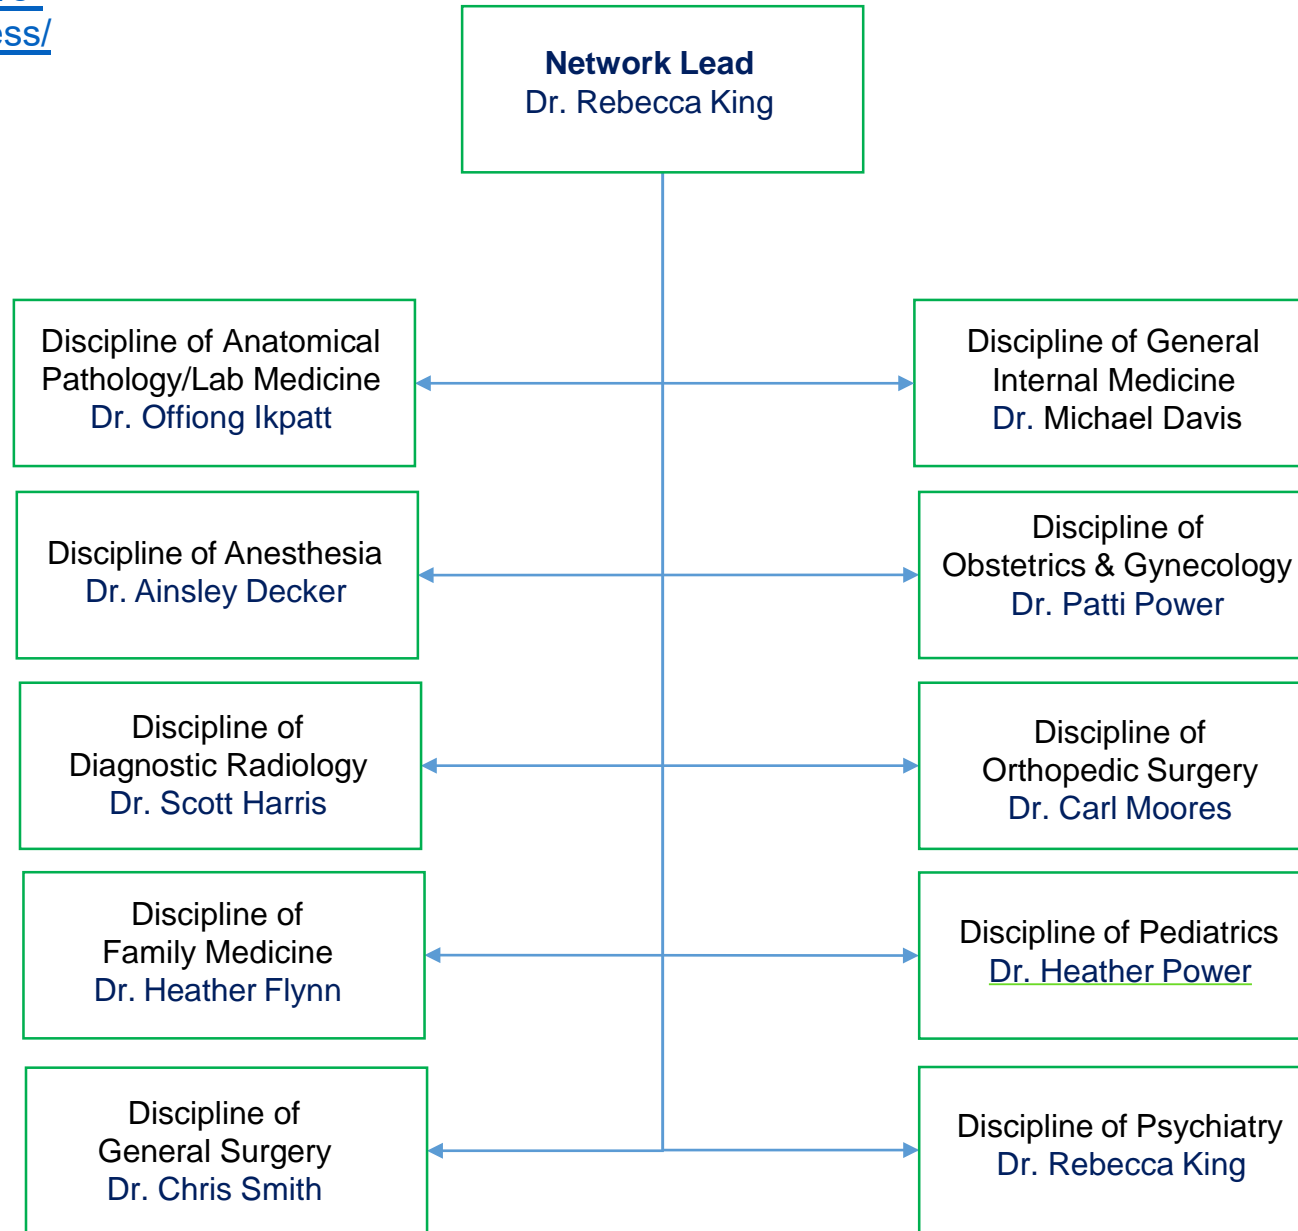 ess/
Network Lead
Dr. Rebecca King
Discipline of Anatomical
Pathology/Lab Medicine
Dr. Offiong Ikpatt
Discipline of General
Internal Medicine
Dr. Michael Davis
Discipline of Anesthesia
Dr. Ainsley Decker
Discipline of
Obstetrics & Gynecology
Dr. Patti Power
Discipline of
Diagnostic Radiology
Dr. Scott Harris
Discipline of
Orthopedic Surgery
Dr. Carl Moores
Discipline of
Family Medicine
Dr. Heather Flynn
Discipline of Pediatrics
Dr. Heather Power
Discipline of
General Surgery
Dr. Chris Smith
Discipline of Psychiatry
Dr. Rebecca King